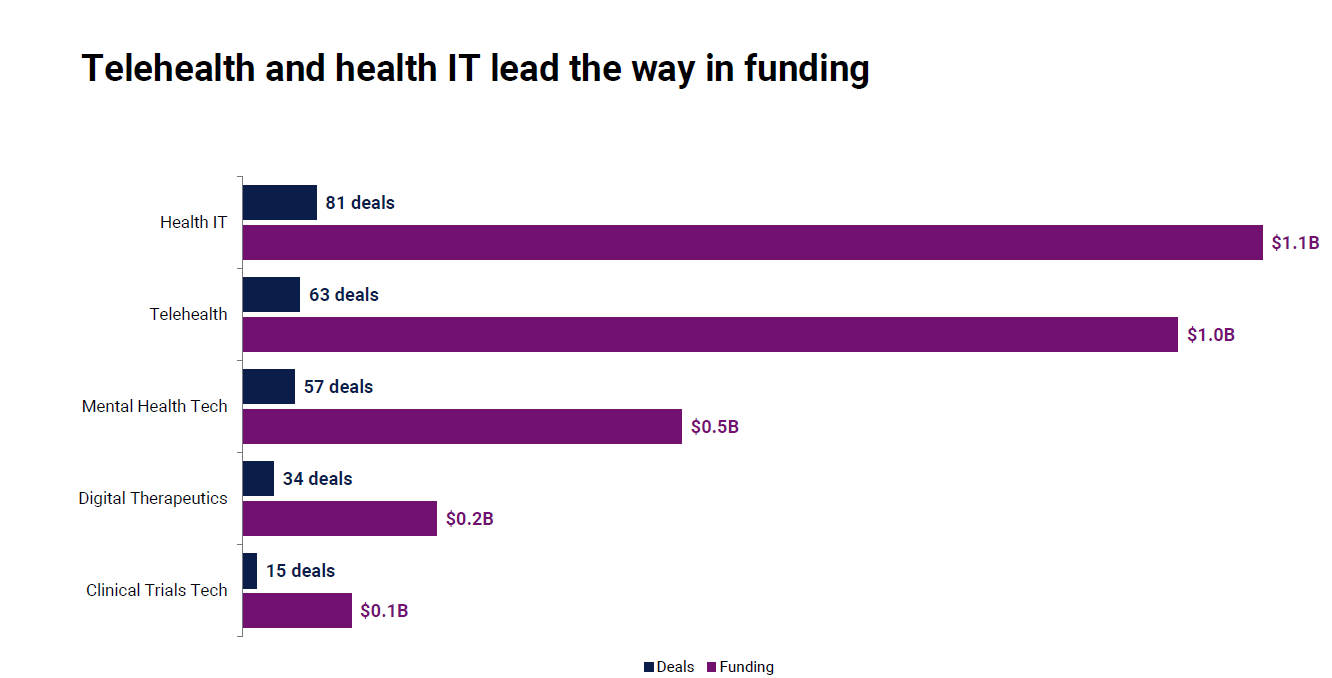 Telehealth and health IT lead the way in funding
Health IT
81 deals
$1.1B
Telehealth
63 deals
$1.0B
Mental Health Tech
57 deals
$0.5B
Digital Therapeutics
34 deals
$0.2B
Clinical Trials Tech
15 deals
$0.1B
Deals Funding